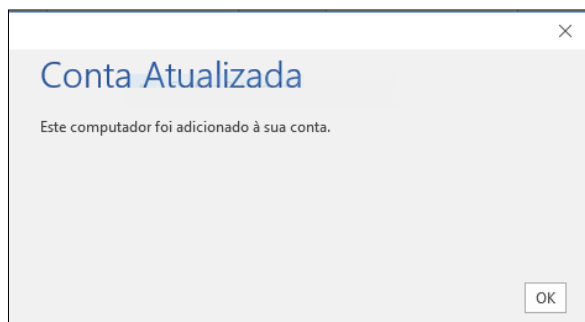 Conta Atualizada
Este computador foi adicionado à sua conta.
OK